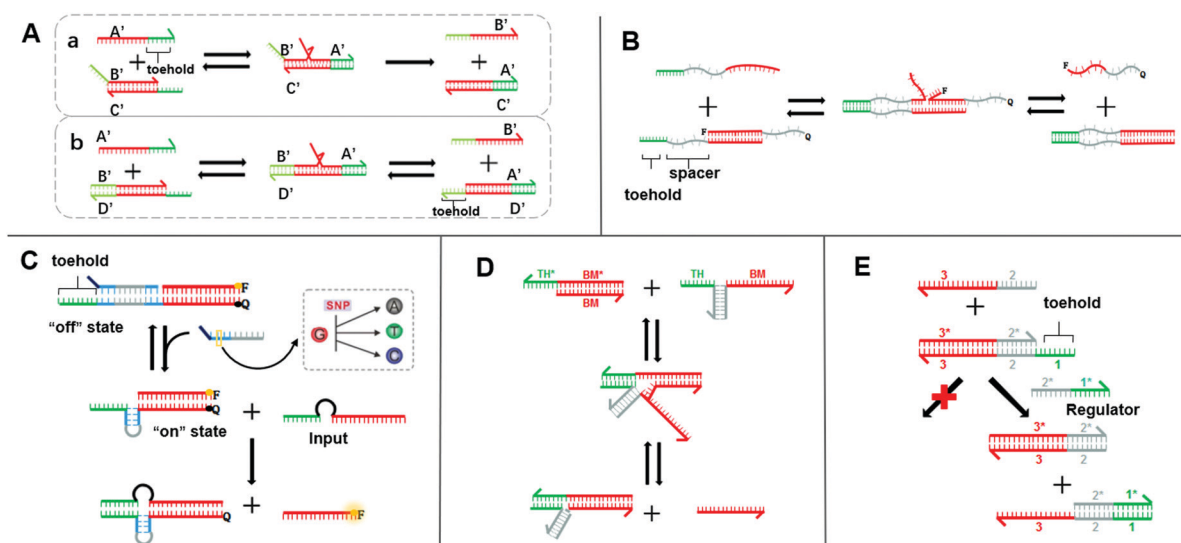 A
a
A'
toehold
B'
C'
B'
A'
C'
B'
A'
C'
b
A'
B'
D'
B'
A'
D'
B'
A'
toehold
D'
B
F
Q
toehold
spacer
F
Q
F
Q
C
toehold
F
Q
"off" state
SNP
G
A
T
C
F
Q
"on" state
Input
Q
F
D
TH*
BM*
BM
TH
BM
E
3
2
toehold
3*
2*
3
2
1
2*
1*
Regulator
3*
2*
3
2
2*
1*
3
2
1